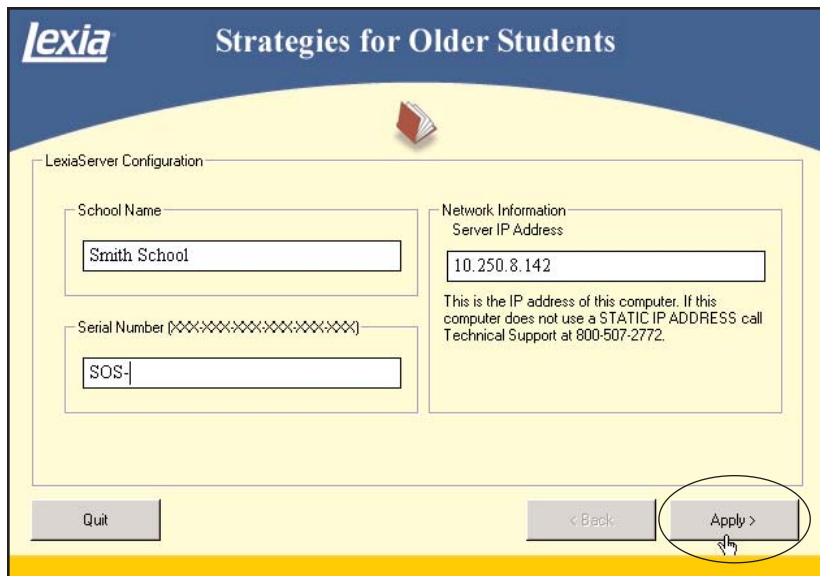 Lexia
Strategies for Older Students
LexiaServer Configuration
School Name
Smith School
Serial Number (XXX-XXX-XXX-XXX-XXX-XXX)
SOS-
Network Information
Server IP Address
10.250.8.142
This is the IP address of this computer. If this
computer does not use a STATIC IP ADDRESS call
Technical Support at 800-507-2772.
Quit
< Back
Apply >